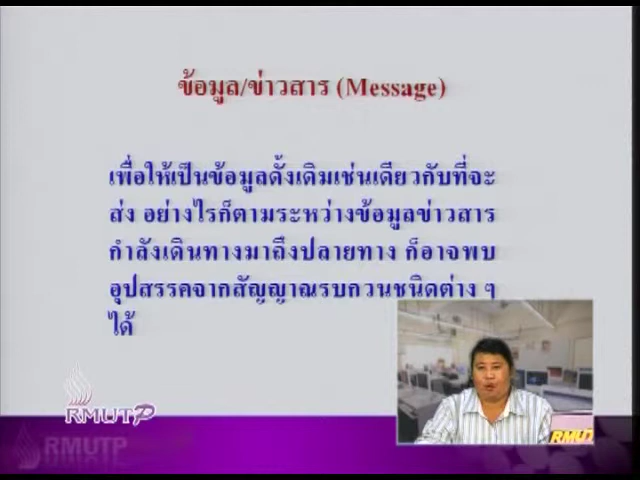 ข้อมูล/ข่าวสาร (Message)
เพื่อให้เป็นข้อมูลดั้งเดิมเช่นเดียวกับที่จะ
ส่ง อย่างไรก็ตามระหว่างข้อมูลข่าวสาร
กำลังเดินทางมาถึงปลายทาง ก็อาจพบ
อุปสรรคจากสัญญาณรบกวนชนิดต่าง ๆ
ได้
RMUTP
RMUTP
RMUT